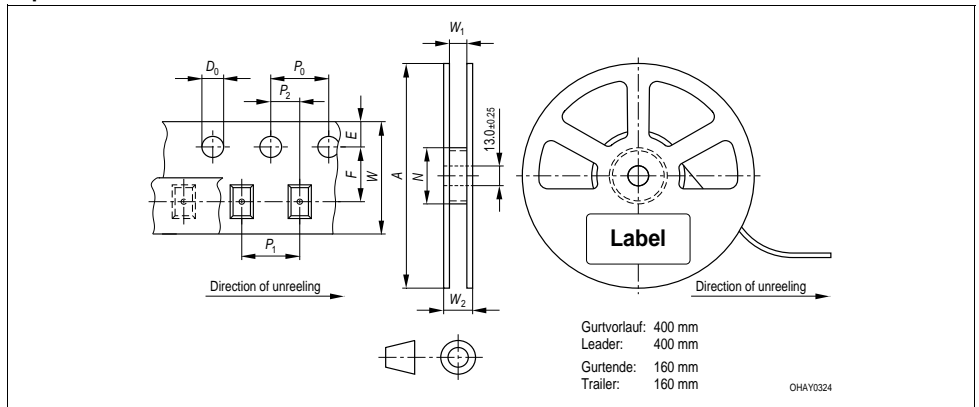 W1
D0
P0
P2
E
F
W
A
N
13.0±0.25
Label
P1
Direction of unreeling
W2
Direction of unreeling
Gurtvorlauf: 400 mm
Leader: 400 mm
Gurtende: 160 mm
Trailer: 160 mm
OHAY0324